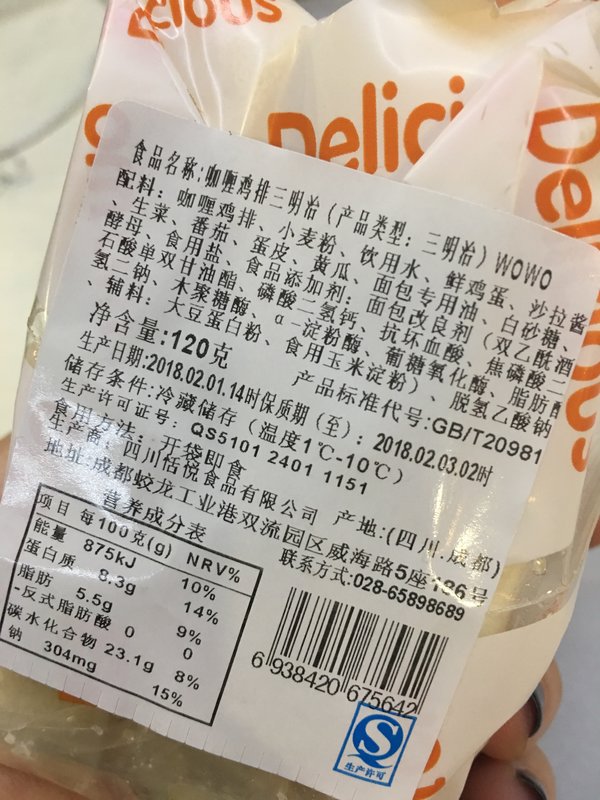 licious
Delici
Delicious
食品名称:咖喱鸡排三明治(产品类型:三明治)WOWO
配料:咖喱鸡排、小麦粉、饮用水、鲜鸡蛋、沙拉酱
、生菜、番茄、蛋皮、黄瓜、面包专用油、白砂糖、
酵母、食用盐、食品添加剂:面包改良剂(双乙酰酒
石酸单双甘油酯、磷酸二氢钙、抗坏血酸、焦磷酸二
氢二钠、木聚糖酶、α-淀粉酶、葡糖氧化酶、脂肪酶
、辅料:大豆蛋白粉、食用玉米淀粉)、脱氢乙酸钠
净含量:120克 产品标准代号:GB/T20981
生产日期:2018.02.01.14时保质期(至):2018.02.03.02时
储存条件:冷藏储存(温度1℃-10℃)
生产许可证号:QS5101 2401 1151
食用方法:开袋即食
生产商:四川恬悦食品有限公司 产地:(四川.成都)
地址:成都蛟龙工业港双流园区威海路5座186号
联系方式:028-65898689
营养成分表
项目 每100克(g) NRV%
能量 875kJ 10%
蛋白质 8.3g 14%
脂肪 5.5g 9%
-反式脂肪酸 0 0
碳水化合物 23.1g 8%
钠 304mg 15%
6 938420 675642
生产许可